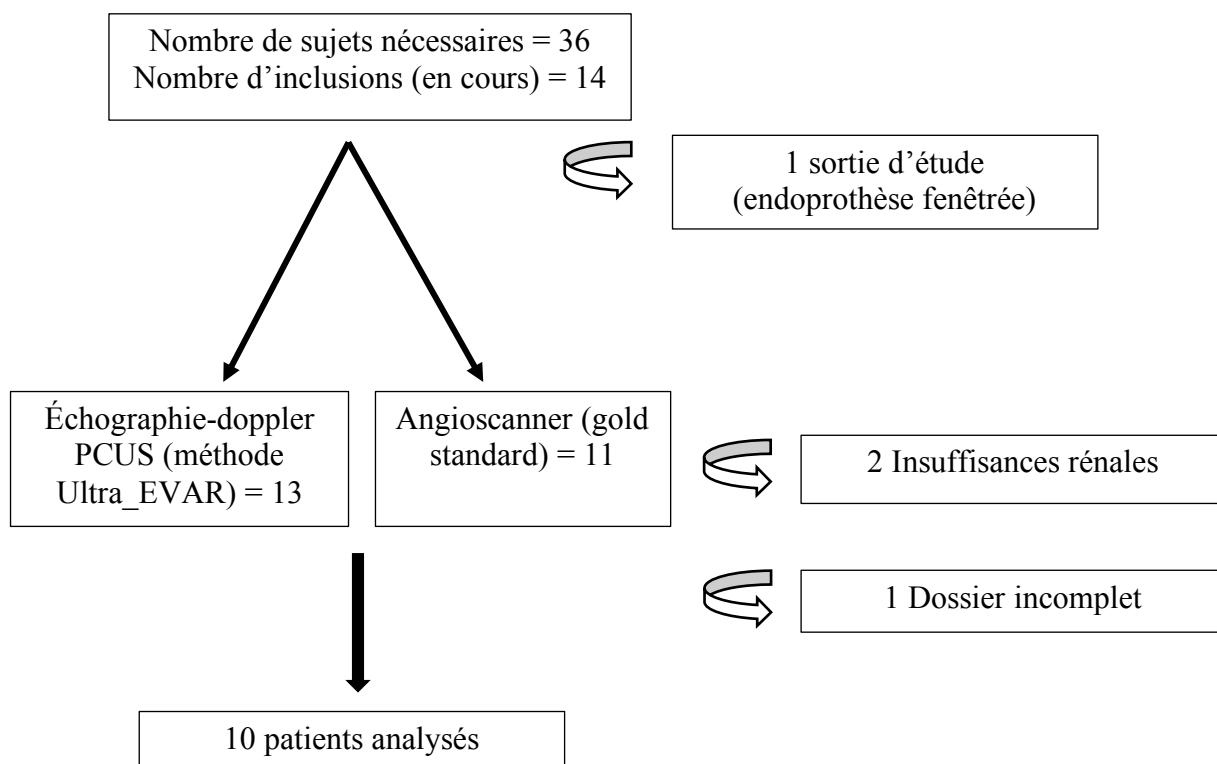 Nombre de sujets nécessaires = 36
Nombre d’inclusions (en cours) = 14
1 sortie d’étude
(endoprothèse fenêtrée)
Échographie-doppler
PCUS (méthode
Ultra_EVAR) = 13
Angioscanner (gold
standard) = 11
2 Insuffisances rénales
1 Dossier incomplet
10 patients analysés